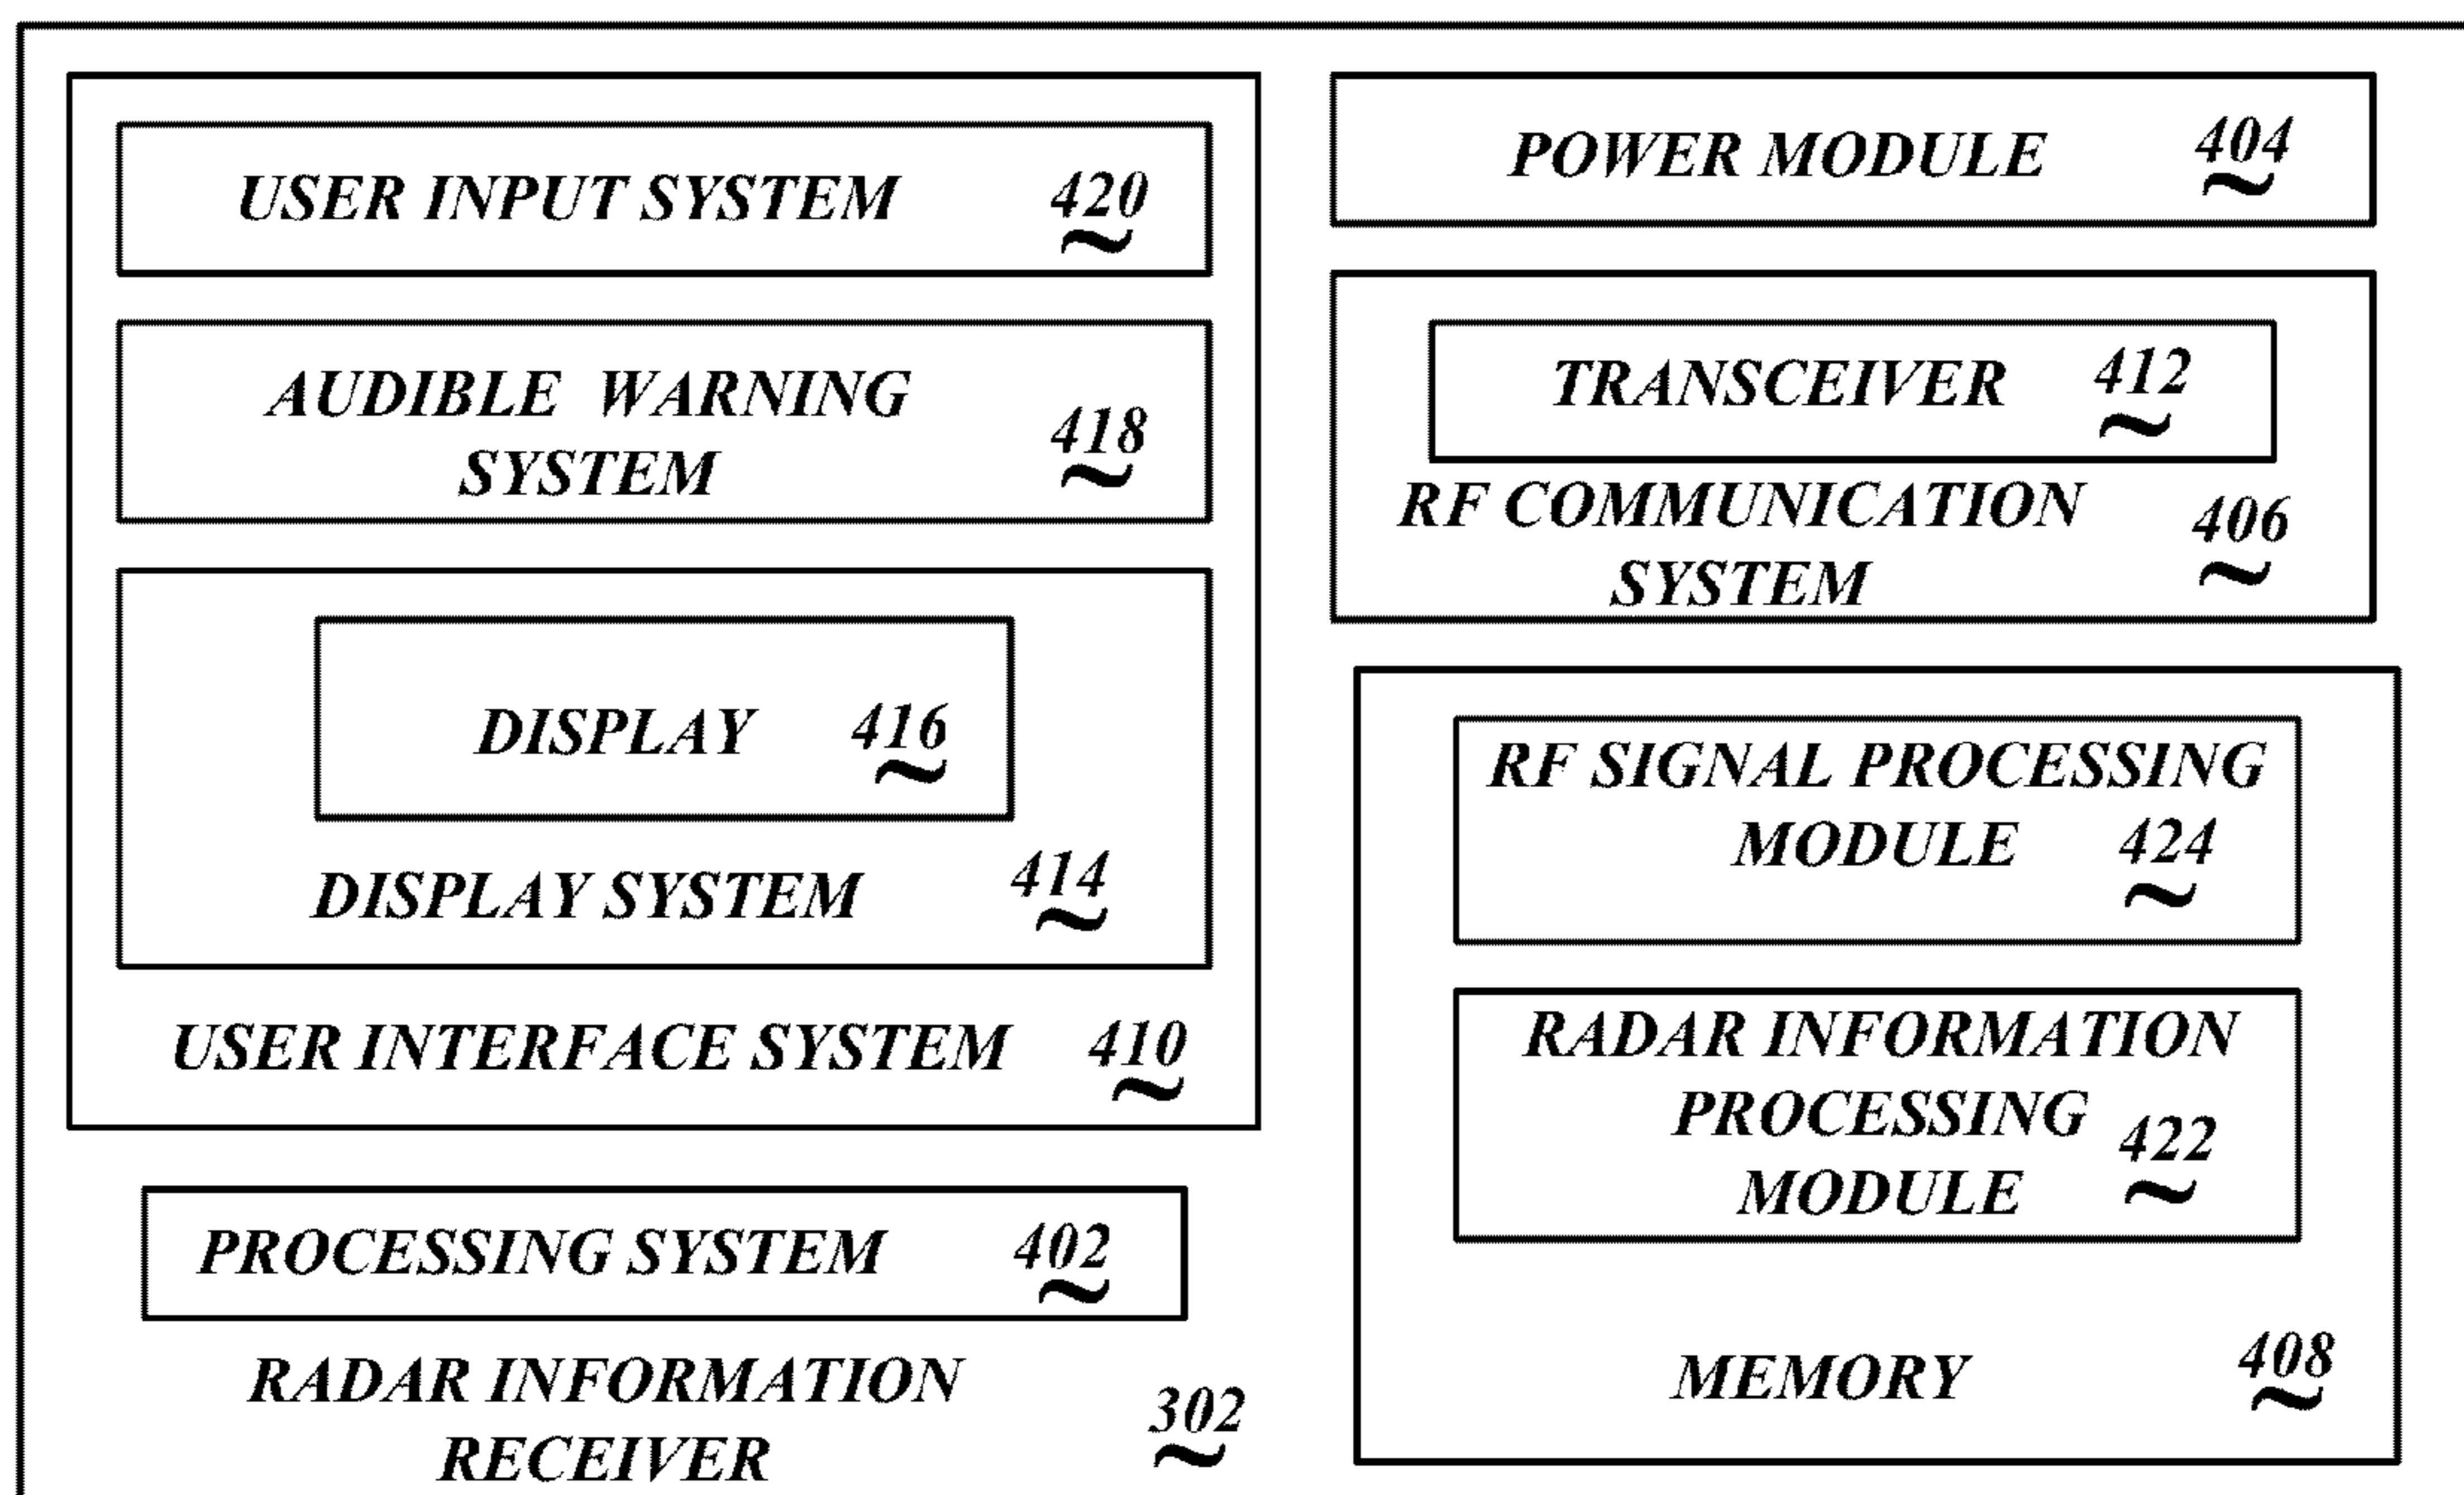 USER INPUT SYSTEM 420
AUDIBLE WARNING
SYSTEM 418
DISPLAY 416
DISPLAY SYSTEM 414
USER INTERFACE SYSTEM 410
PROCESSING SYSTEM 402
RADAR INFORMATION
RECEIVER 302
POWER MODULE 404
TRANSCEIVER 412
RF COMMUNICATION
SYSTEM 406
RF SIGNAL PROCESSING
MODULE 424
RADAR INFORMATION
PROCESSING
MODULE 422
MEMORY 408